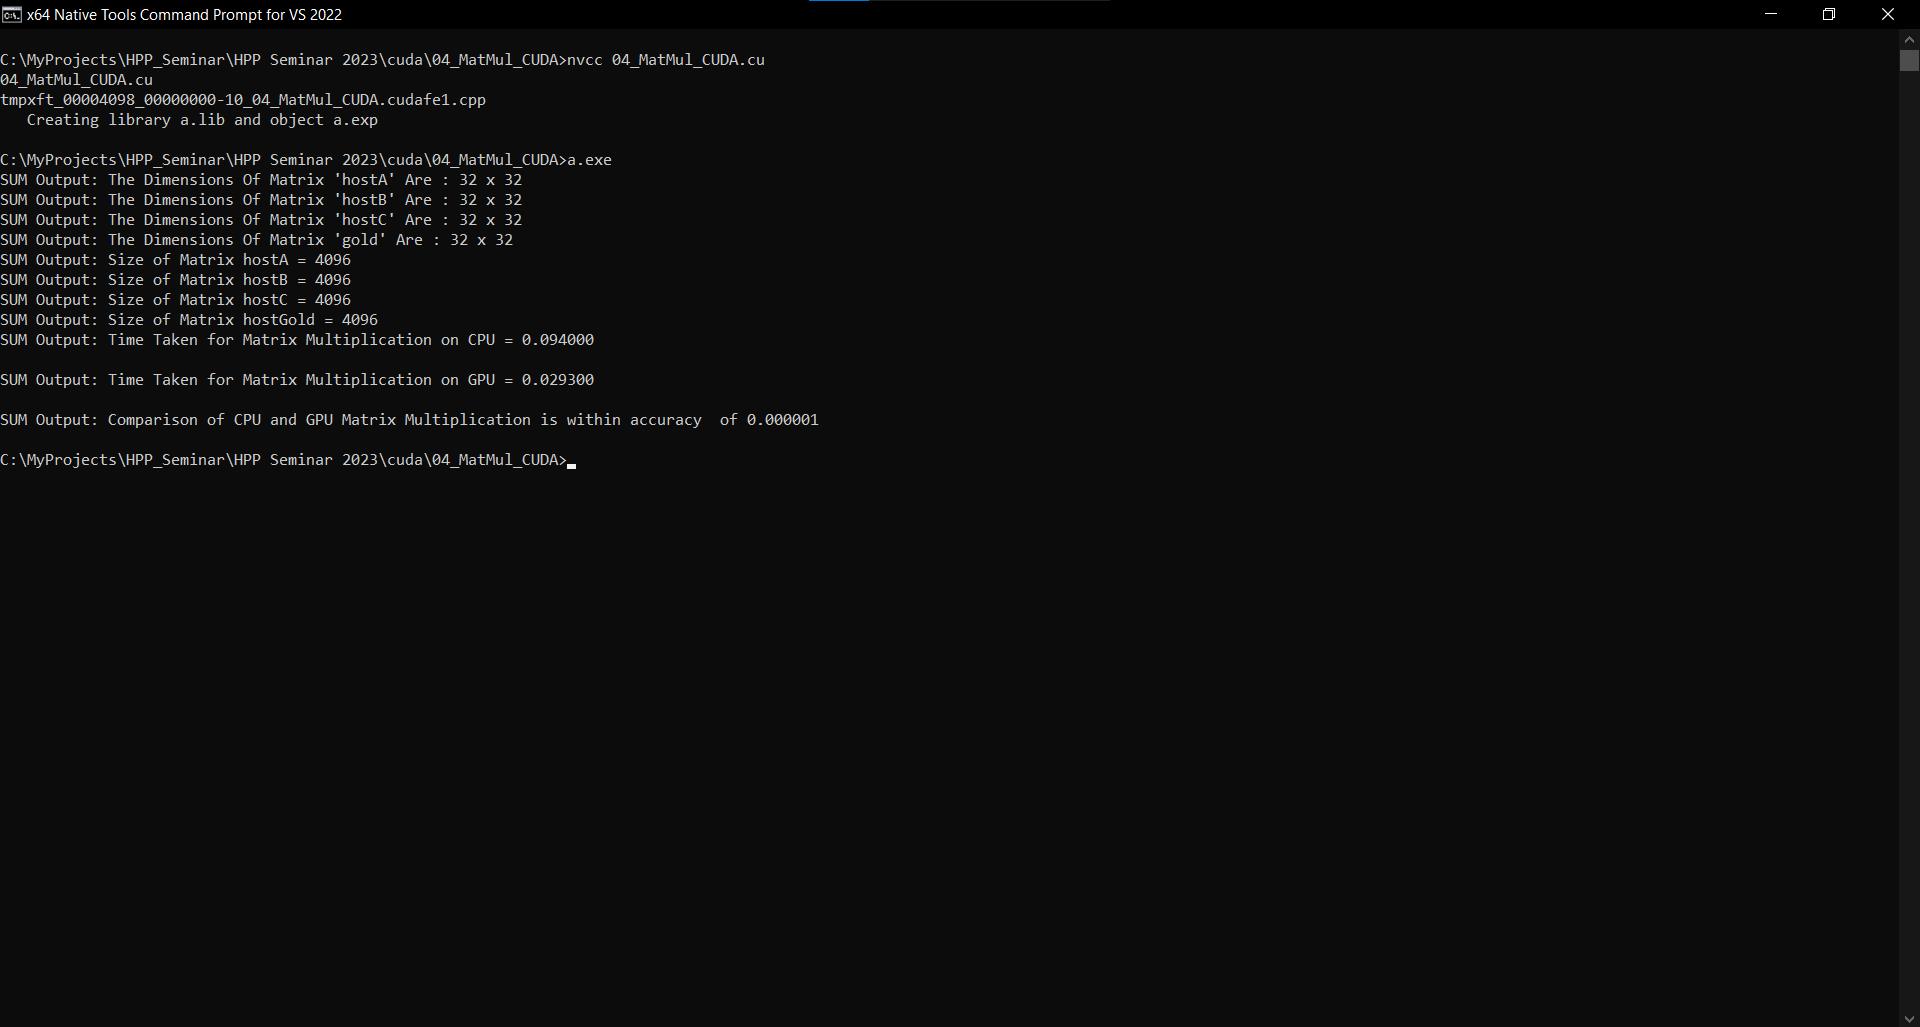 x64 Native Tools Command Prompt for VS 2022
C:\MyProjects\HPP_Seminar\HPP Seminar 2023\cuda\04_MatMul_CUDA>nvcc 04_MatMul_CUDA.cu
04_MatMul_CUDA.cu
tmpxft_00004098_00000000-10_04_MatMul_CUDA.cudafe1.cpp
   Creating library a.lib and object a.exp
C:\MyProjects\HPP_Seminar\HPP Seminar 2023\cuda\04_MatMul_CUDA>a.exe
SUM Output: The Dimensions Of Matrix 'hostA' Are : 32 x 32
SUM Output: The Dimensions Of Matrix 'hostB' Are : 32 x 32
SUM Output: The Dimensions Of Matrix 'hostC' Are : 32 x 32
SUM Output: The Dimensions Of Matrix 'gold' Are : 32 x 32
SUM Output: Size of Matrix hostA = 4096
SUM Output: Size of Matrix hostB = 4096
SUM Output: Size of Matrix hostC = 4096
SUM Output: Size of Matrix hostGold = 4096
SUM Output: Time Taken for Matrix Multiplication on CPU = 0.094000
SUM Output: Time Taken for Matrix Multiplication on GPU = 0.029300
SUM Output: Comparison of CPU and GPU Matrix Multiplication is within accuracy  of 0.000001
C:\MyProjects\HPP_Seminar\HPP Seminar 2023\cuda\04_MatMul_CUDA>